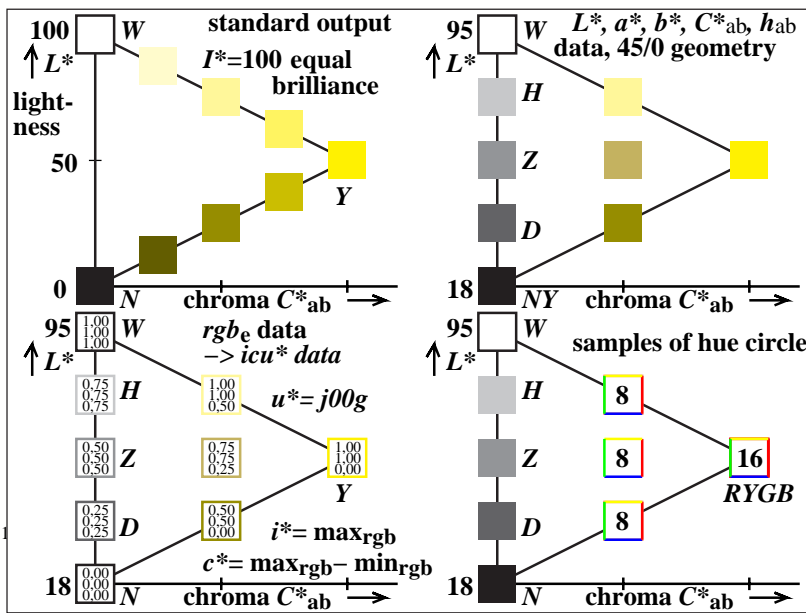 100 W standard output
L* I*=100 equal
brilliance
light-
ness
50
Y
0 N chroma C*ab
95 W L*, a*, b*, C*ab, hab
L* data, 45/0 geometry
H
Z
D
18 NY chroma C*ab
95 1,00 W rgbe data
1,00
1,00
L* –> icu* data
0,75 H 1,00
0,75 1,00
0,75 0,50
u*= j00g
0,50 Z 0,75 1,00
0,50 0,75 1,00
0,50 0,25 0,00
Y
0,25 D 0,50
0,25 0,50
0,25 0,00
i*= maxrgb
c*= maxrgb– minrgb
18 0,00 N chroma C*ab
0,00
0,00
95 W samples of hue circle
L*
H 8
Z 8 16
RYGB
D 8
18 N chroma C*ab